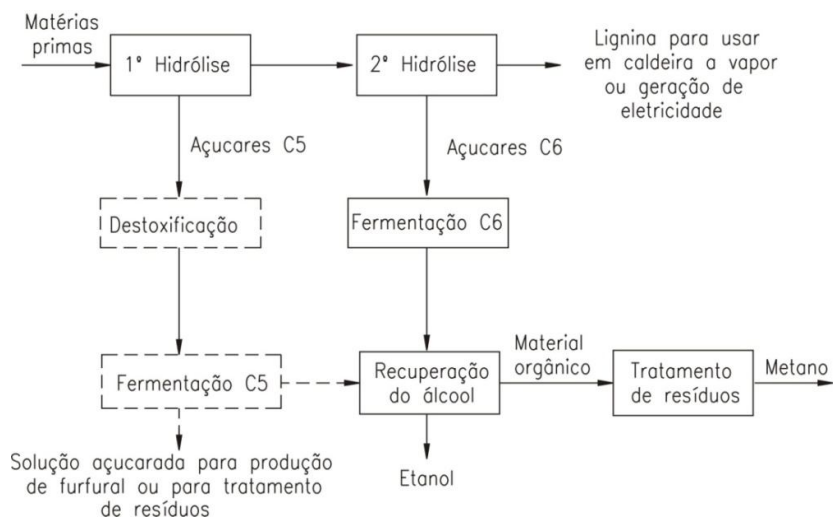 Matérias
primas
1º Hidrólise
2º Hidrólise
Lignina para usar
em caldeira a vapor
ou geração de
eletricidade
Açucares C5
Açucares C6
Destoxificação
Fermentação C6
Fermentação C5
Recuperação
do álcool
Material
orgânico
Tratamento
de resíduos
Metano
Solução açucarada para produção
de furfural ou para tratamento
de resíduos
Etanol